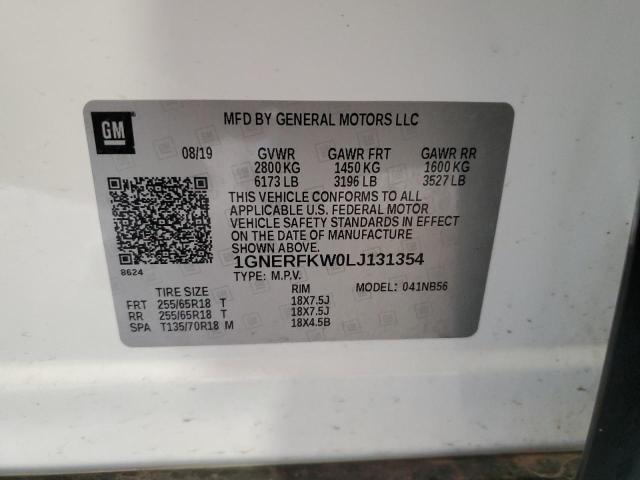 GM
MFD BY GENERAL MOTORS LLC
08/19 GVWR GAWR FRT GAWR RR
2800 KG 1450 KG 1600 KG
6173 LB 3196 LB 3527 LB
THIS VEHICLE CONFORMS TO ALL
APPLICABLE U.S. FEDERAL MOTOR
VEHICLE SAFETY STANDARDS IN EFFECT
ON THE DATE OF MANUFACTURE
SHOWN ABOVE.
8624
1GNERFKW0LJ131354
TYPE: M.P.V. MODEL: 041NB56
TIRE SIZE RIM
FRT 255/65R18 T 18X7.5J
RR 255/65R18 T 18X7.5J
SPA T135/70R18 M 18X4.5B